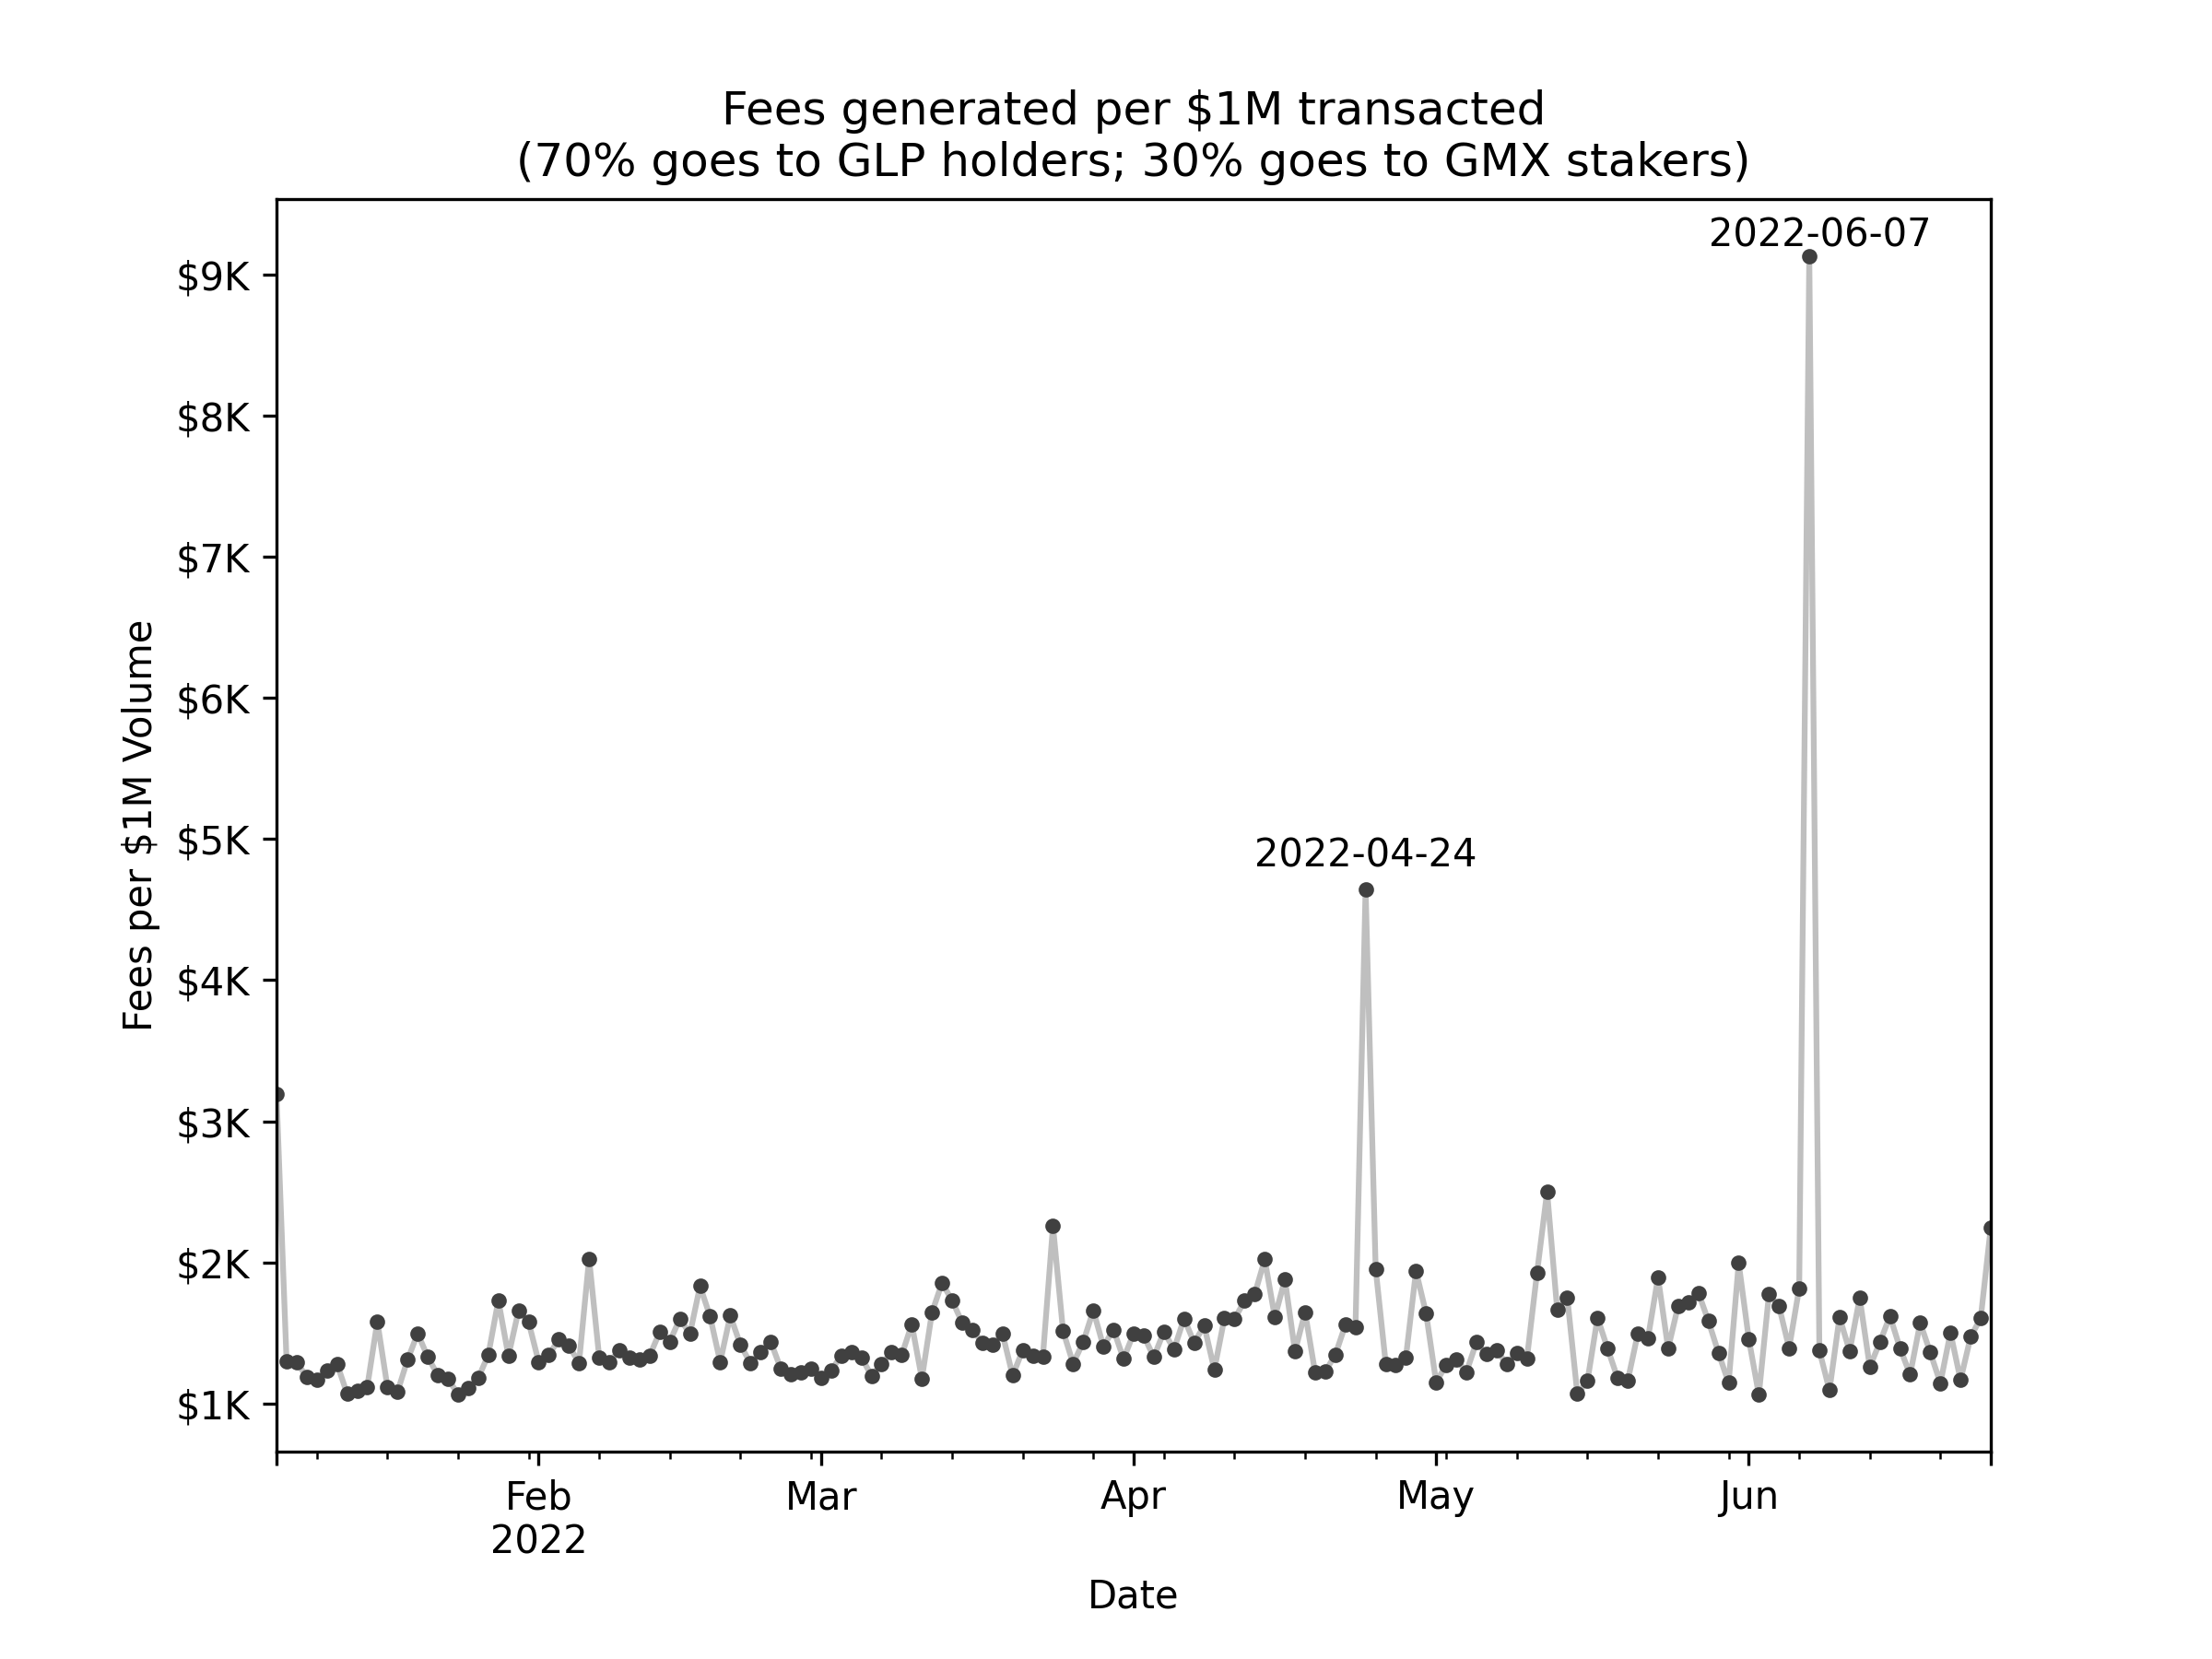 Fees generated per $1M transacted
(70% goes to GLP holders; 30% goes to GMX stakers)
2022-06-07
$9K
$8K
$7K
$6K
$5K
2022-04-24
$4K
$3K
$2K
$1K
Fees per $1M Volume
Feb
2022
Mar
Apr
May
Jun
Date